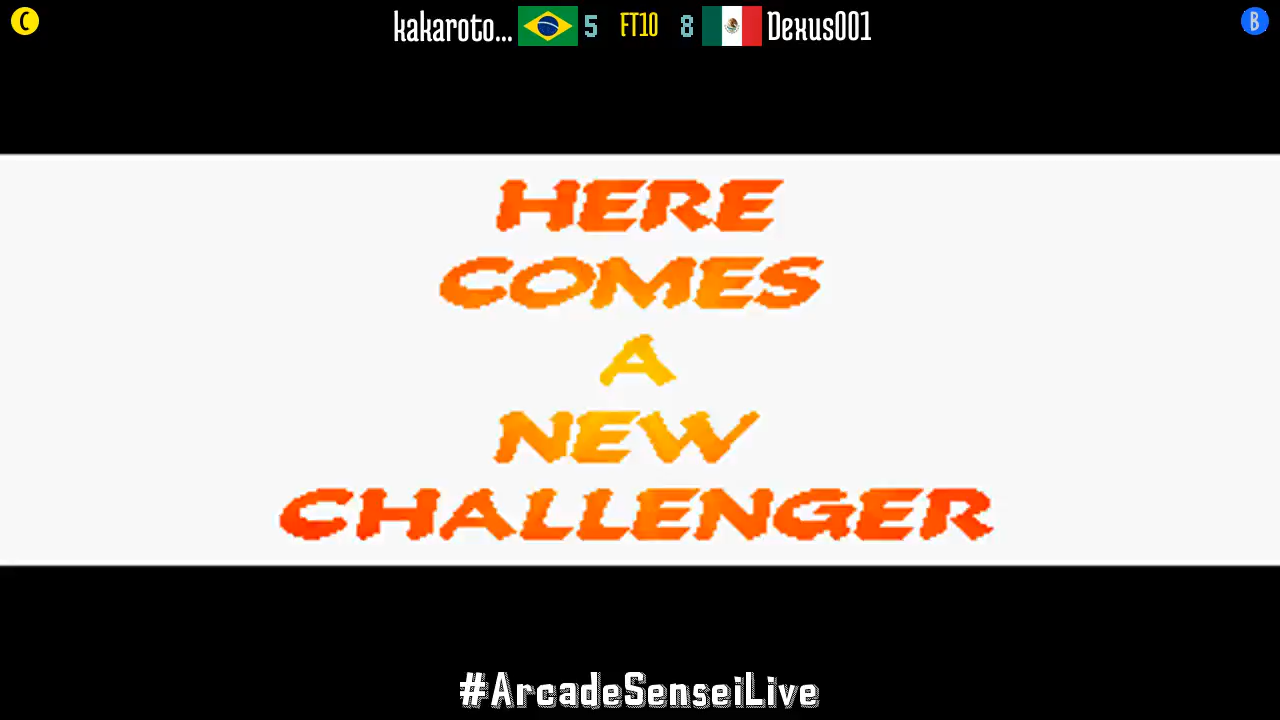 C kakaroto... 5 FT10 8 Dexus001 B
HERE
COMES
A
NEW
CHALLENGER
#ArcadeSenseiLive